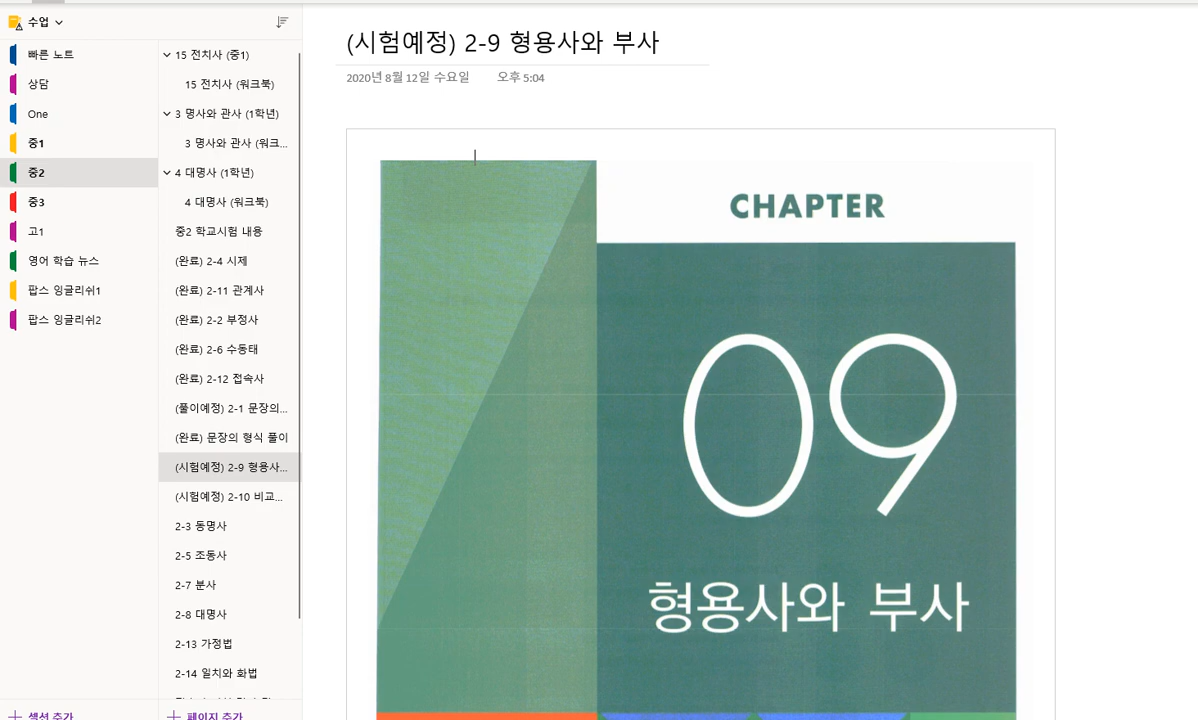 수업
빠른 노트
상담
One
중1
중2
중3
고1
영어 학습 뉴스
팝스 잉글리쉬1
팝스 잉글리쉬2
섹션 추가
15 전치사 (중1)
15 전치사 (워크북)
3 명사와 관사 (1학년)
3 명사와 관사 (워크...
4 대명사 (1학년)
4 대명사 (워크북)
중2 학교시험 내용
(완료) 2-4 시제
(완료) 2-11 관계사
(완료) 2-2 부정사
(완료) 2-6 수동태
(완료) 2-12 접속사
(풀이예정) 2-1 문장의...
(완료) 문장의 형식 풀이
(시험예정) 2-9 형용사...
(시험예정) 2-10 비교...
2-3 동명사
2-5 조동사
2-7 분사
2-8 대명사
2-13 가정법
2-14 일치와 화법
페이지 추가
(시험예정) 2-9 형용사와 부사
2020년 8월 12일 수요일 오후 5:04
CHAPTER
09
형용사와 부사